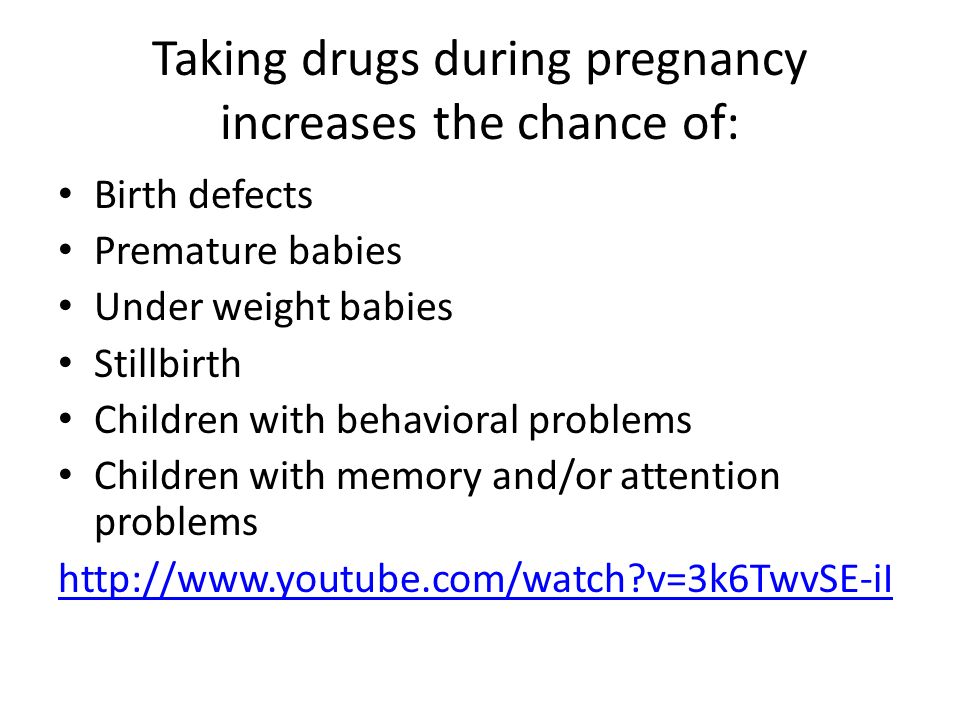 Taking drugs during pregnancy
increases the chance of:
• Birth defects
• Premature babies
• Under weight babies
• Stillbirth
• Children with behavioral problems
• Children with memory and/or attention
problems
http://www.youtube.com/watch?v=3k6TwvSE-iI